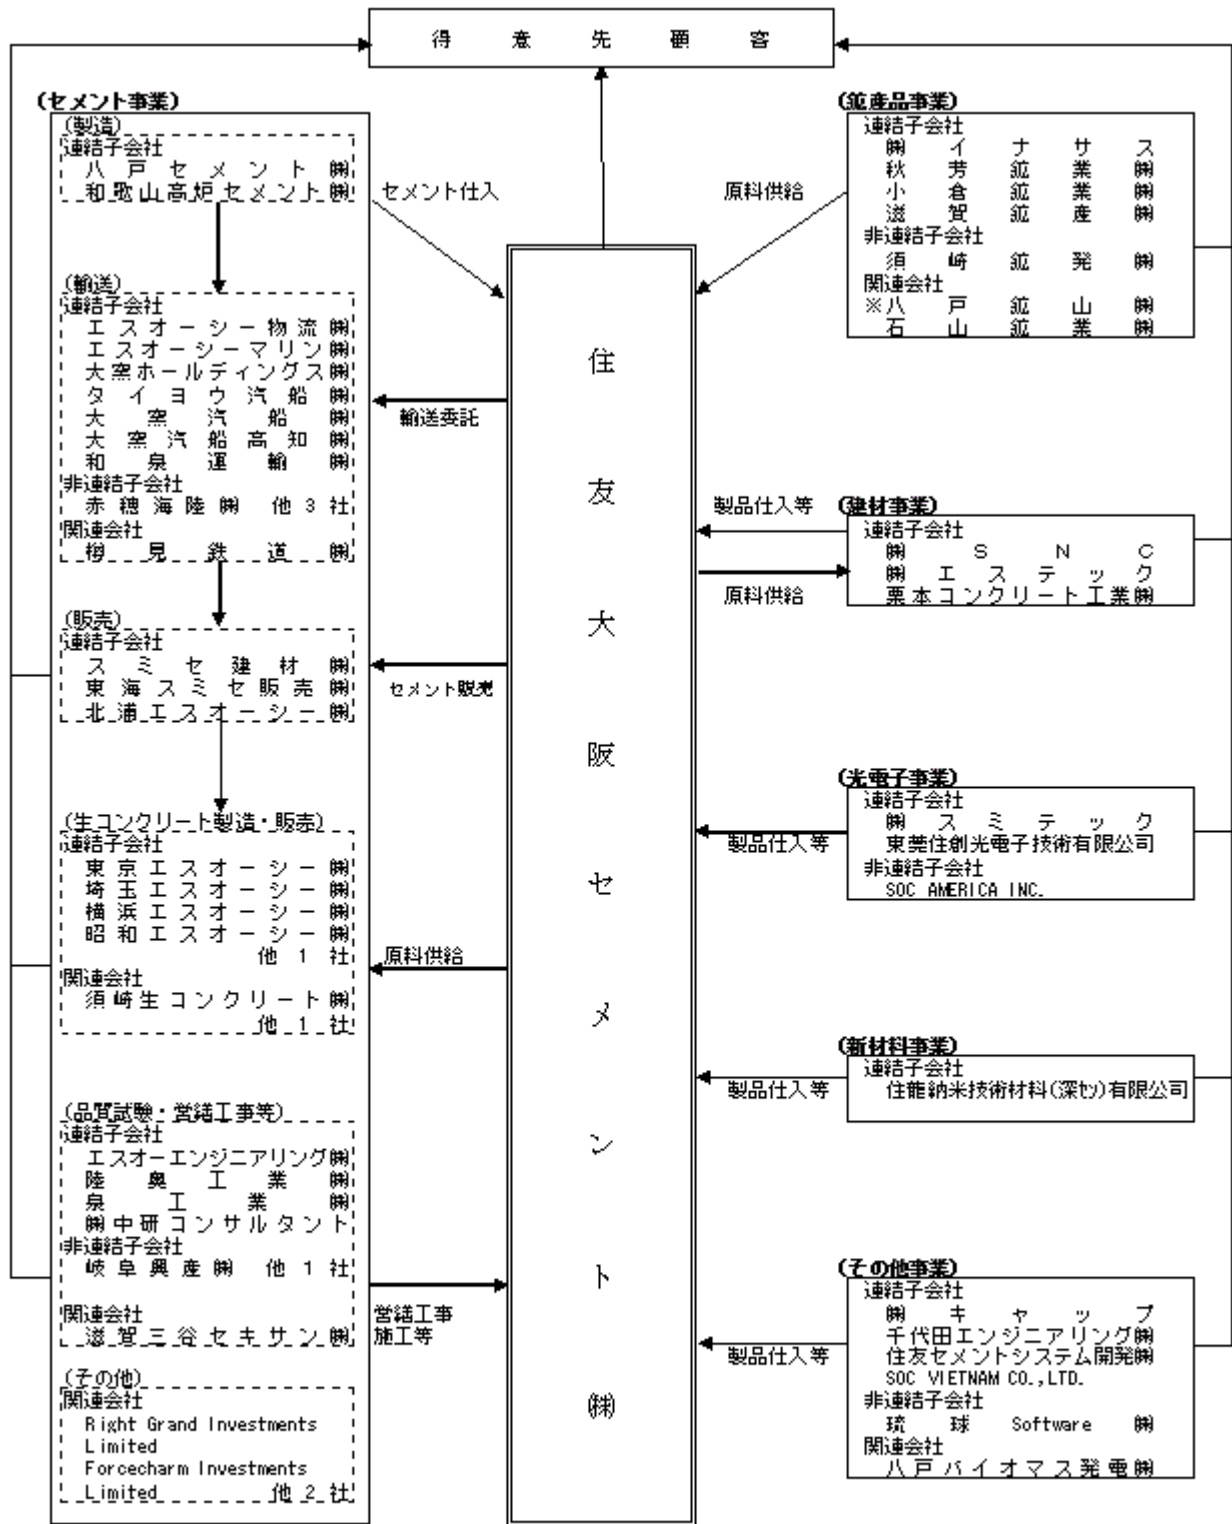 得意先顧客
(セメント事業)
(製造)
連結子会社
八戸セメント㈱
和歌山高炉セメント㈱
セメント仕入
(輸送)
連結子会社
エスオーシー物流㈱
エスオーシーマリン㈱
大窯ホールディングス㈱
タイヨウ汽船㈱
大窯汽船㈱
大窯汽船高知㈱
和泉運輸㈱
非連結子会社
赤穂海陸㈱ 他3社
関連会社
樽見鉄道㈱
輸送委託
(販売)
連結子会社
スミセ建材㈱
東海スミセ販売㈱
北浦エスオーシー㈱
セメント販売
(生コンクリート製造・販売)
連結子会社
東京エスオーシー㈱
埼玉エスオーシー㈱
横浜エスオーシー㈱
昭和エスオーシー㈱
他1社
関連会社
須崎生コンクリート㈱
他1社
原料供給
(品質試験・営繕工事等)
連結子会社
エスオーエンジニアリング㈱
陸奥工業㈱
泉工業㈱
㈱中研コンサルタント
非連結子会社
岐阜興産㈱ 他1社
関連会社
滋賀三谷セキサン㈱
営繕工事
施工等
(その他)
関連会社
Right Grand Investments
Limited
Forcecharm Investments
Limited 他2社
住友大阪セメント㈱
(鉱産品事業)
連結子会社
㈱イナサス
秋芳鉱業㈱
小倉鉱業㈱
滋賀鉱産㈱
非連結子会社
須崎鉱発㈱
関連会社
※八戸鉱山㈱
石山鉱業㈱
原料供給
(建材事業)
連結子会社
㈱SNC
㈱エステック
栗本コンクリート工業㈱
製品仕入等
原料供給
(光電子事業)
連結子会社
㈱スミテック
東莞住創光電子技術有限公司
非連結子会社
SOC AMERICA INC.
製品仕入等
(新材料事業)
連結子会社
住龍納米技術材料(深セン)有限公司
製品仕入等
(その他事業)
連結子会社
㈱キャップ
千代田エンジニアリング㈱
住友セメントシステム開発㈱
SOC VIETNAM CO.,LTD.
非連結子会社
琉球 Software ㈱
関連会社
八戸バイオマス発電㈱
製品仕入等